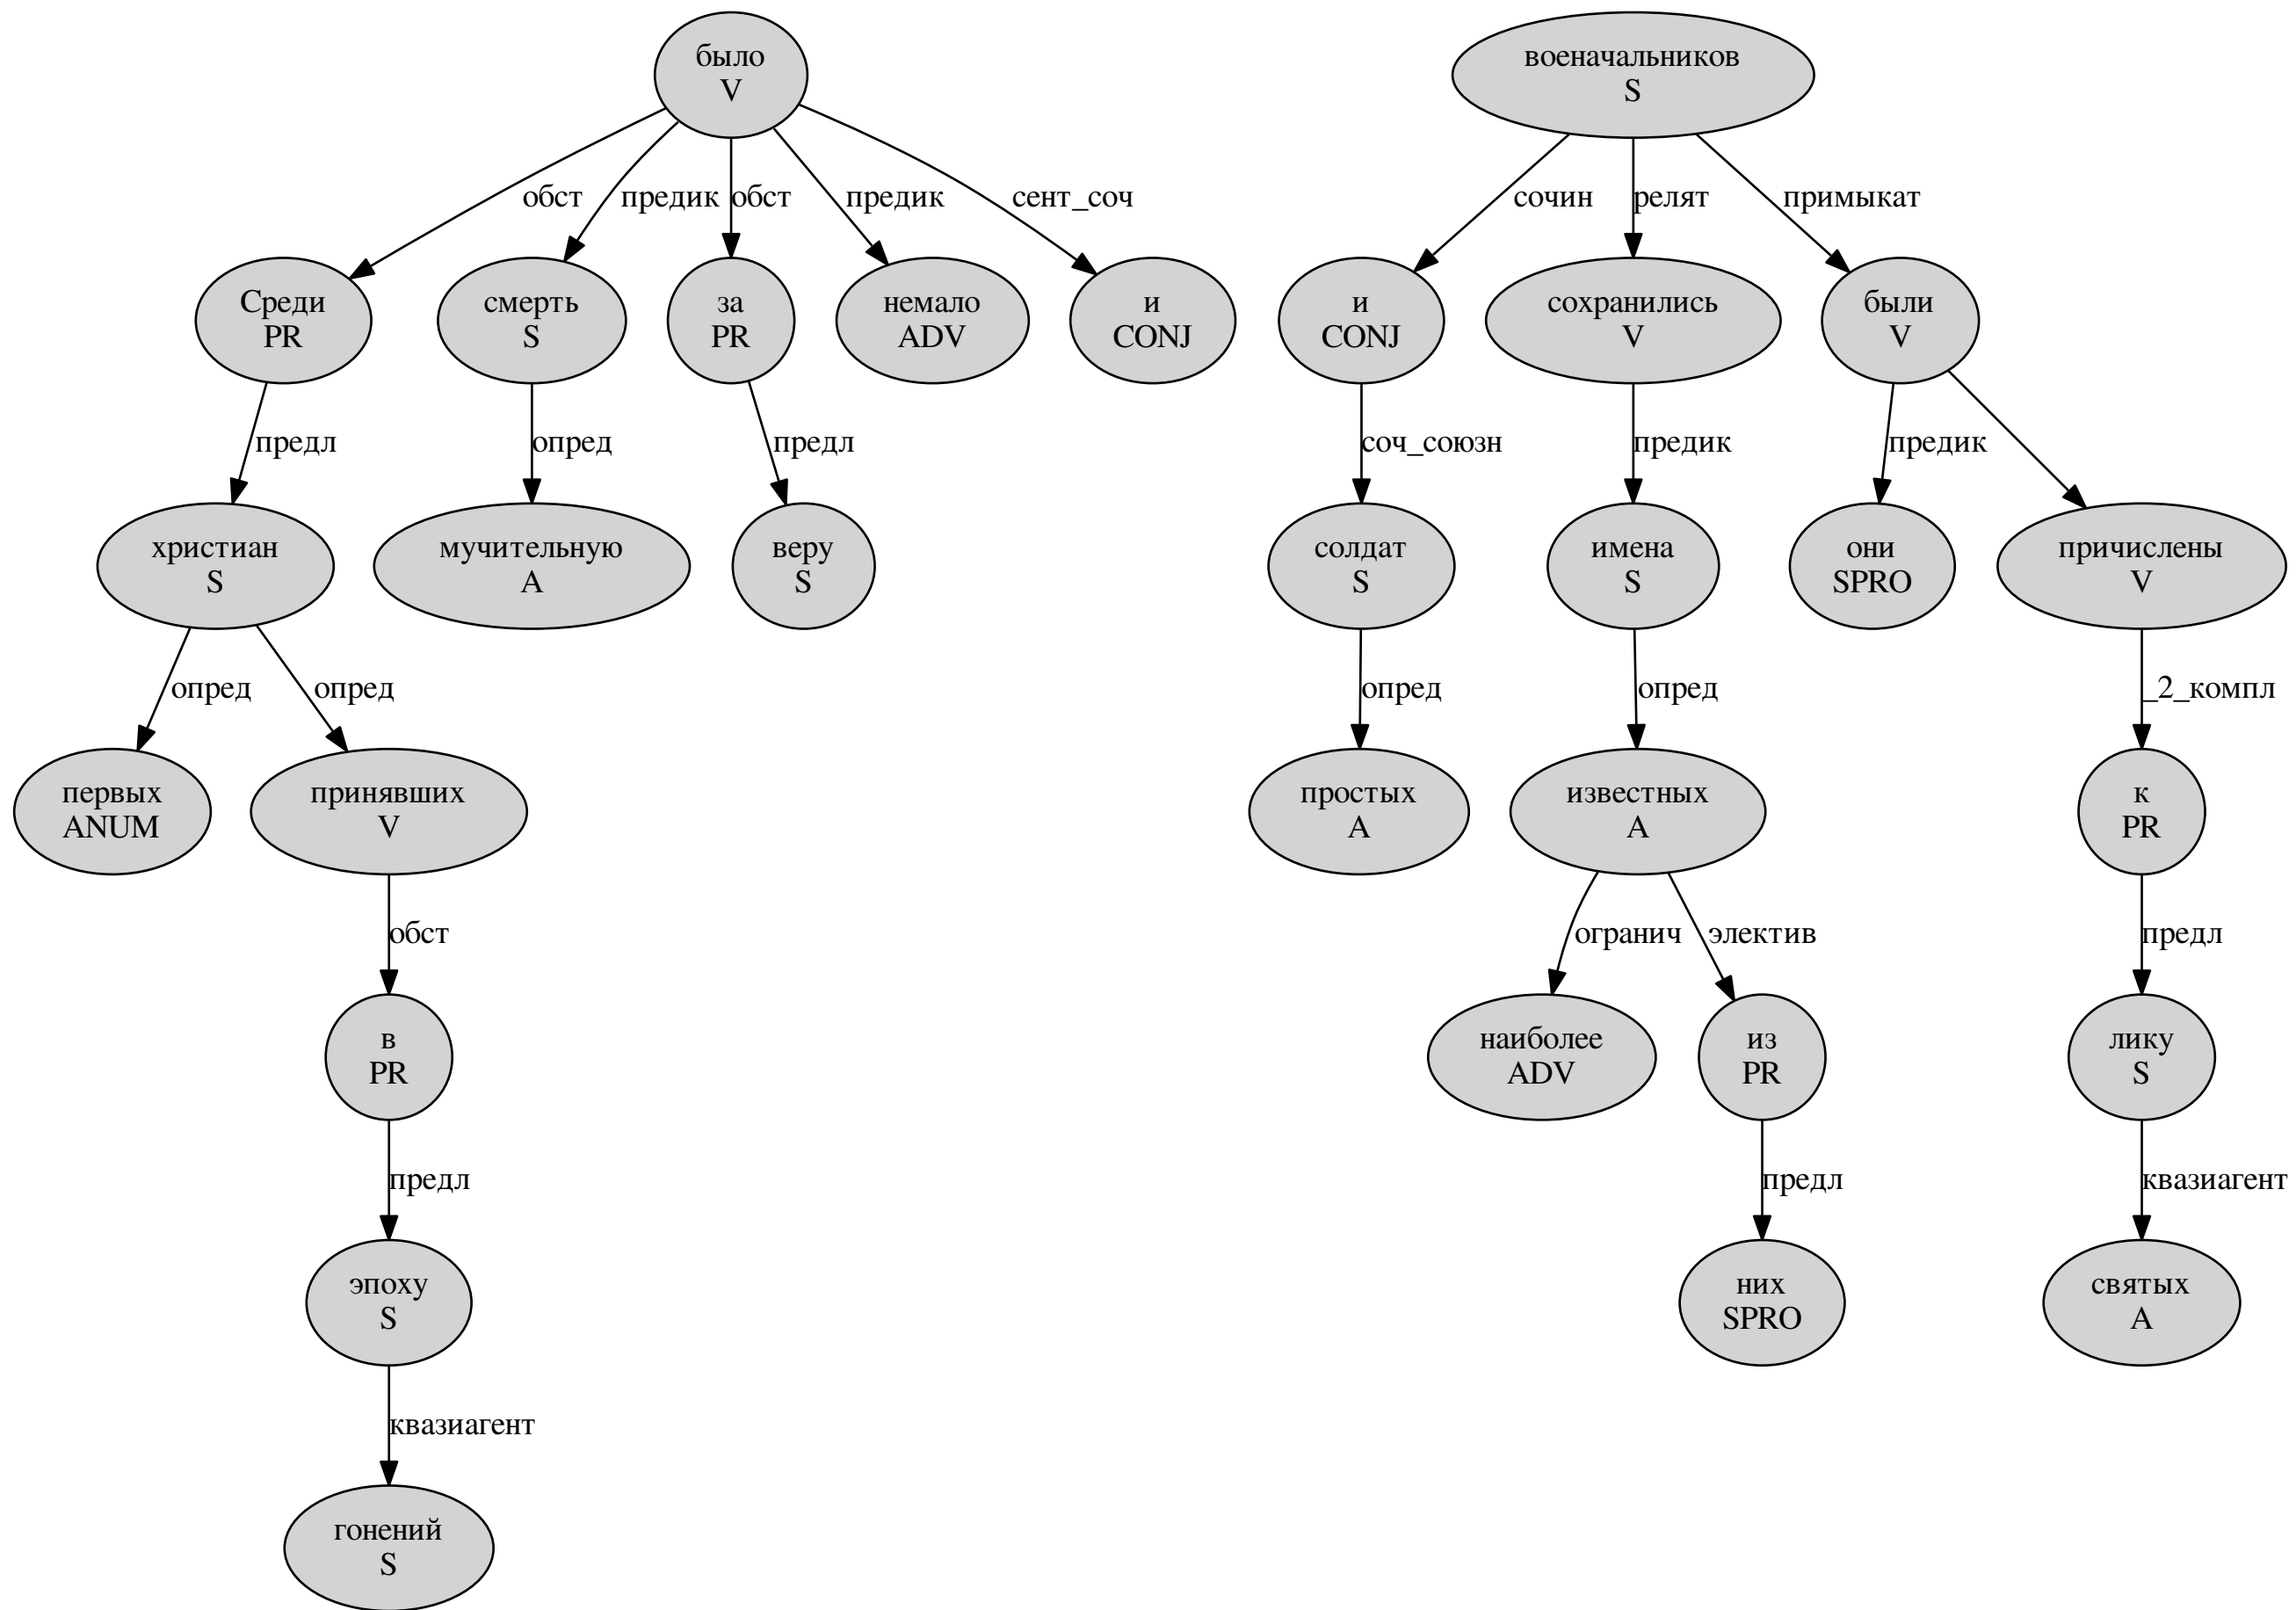 было
V
военачальников
S
обст
предик
обст
предик
сент_соч
сочин
релят
примыкат
Среди
PR
смерть
S
за
PR
немало
ADV
и
CONJ
и
CONJ
сохранились
V
были
V
предл
опред
предл
соч_союзн
предик
предик
христиан
S
мучительную
A
веру
S
солдат
S
имена
S
они
SPRO
причислены
V
опред
опред
опред
опред
_2_компл
первых
ANUM
принявших
V
простых
A
известных
A
к
PR
обст
огранич
электив
предл
в
PR
наиболее
ADV
из
PR
лику
S
предл
предл
квазиагент
эпоху
S
них
SPRO
святых
A
квазиагент
гонений
S